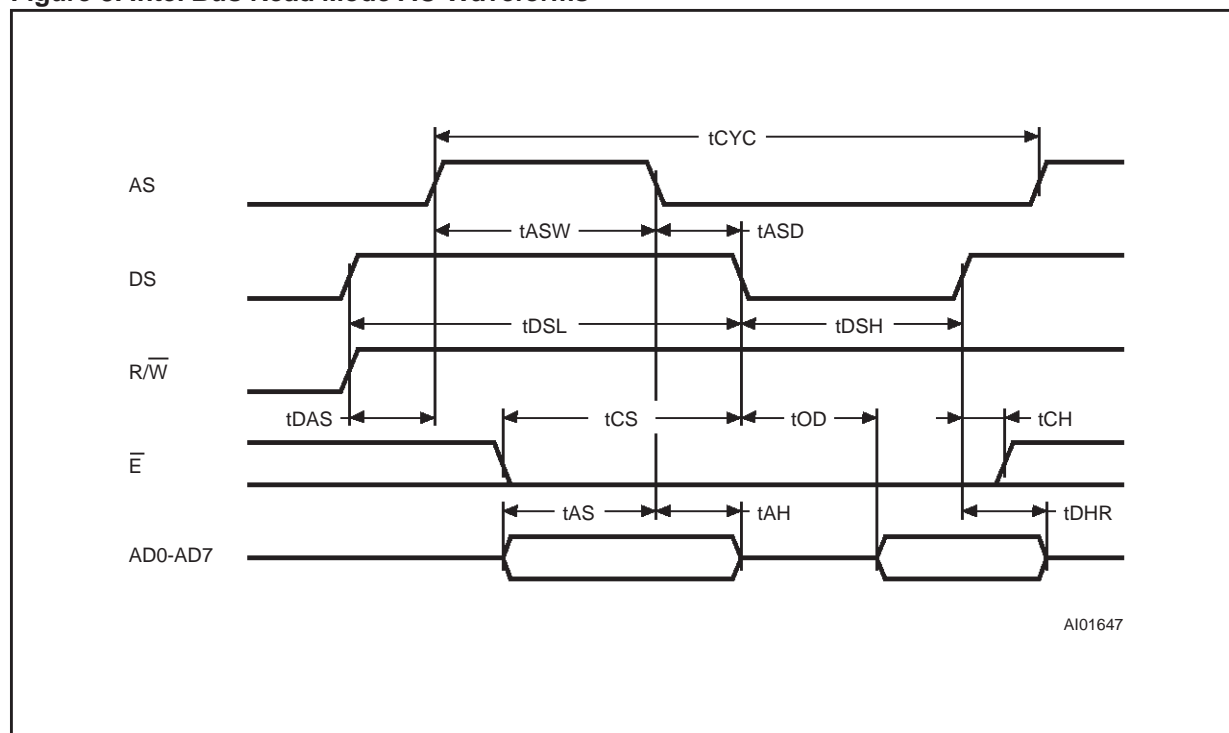 tCYC
AS
tASW tASD
DS
tDSL tDSH
R/W̅
tDAS tCS tOD tCH
E̅
tAS tAH tDHR
AD0-AD7
AI01647